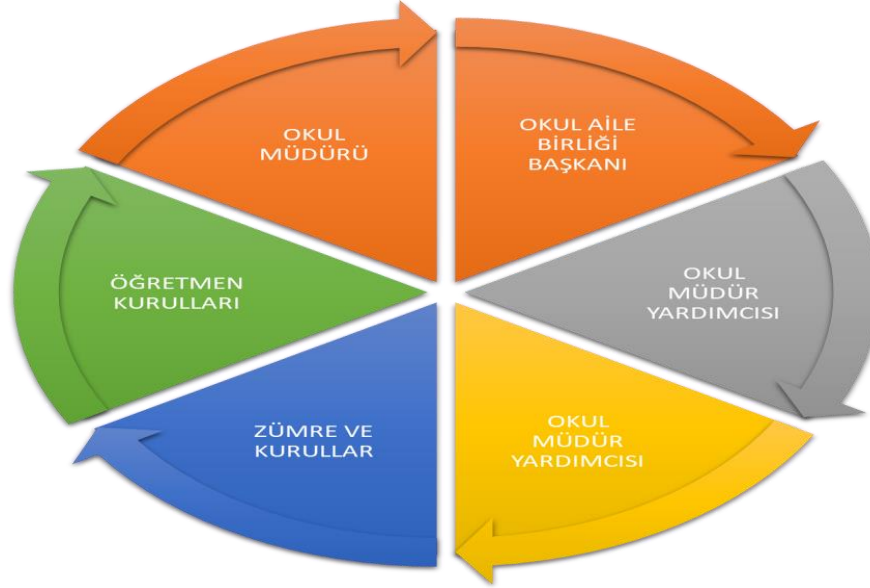 OKUL
MÜDÜRÜ
OKUL AİLE
BİRLİĞİ
BAŞKANI
OKUL
MÜDÜR
YARDIMCISI
OKUL
MÜDÜR
YARDIMCISI
ZÜMRE VE
KURULLAR
ÖĞRETMEN
KURULLARI